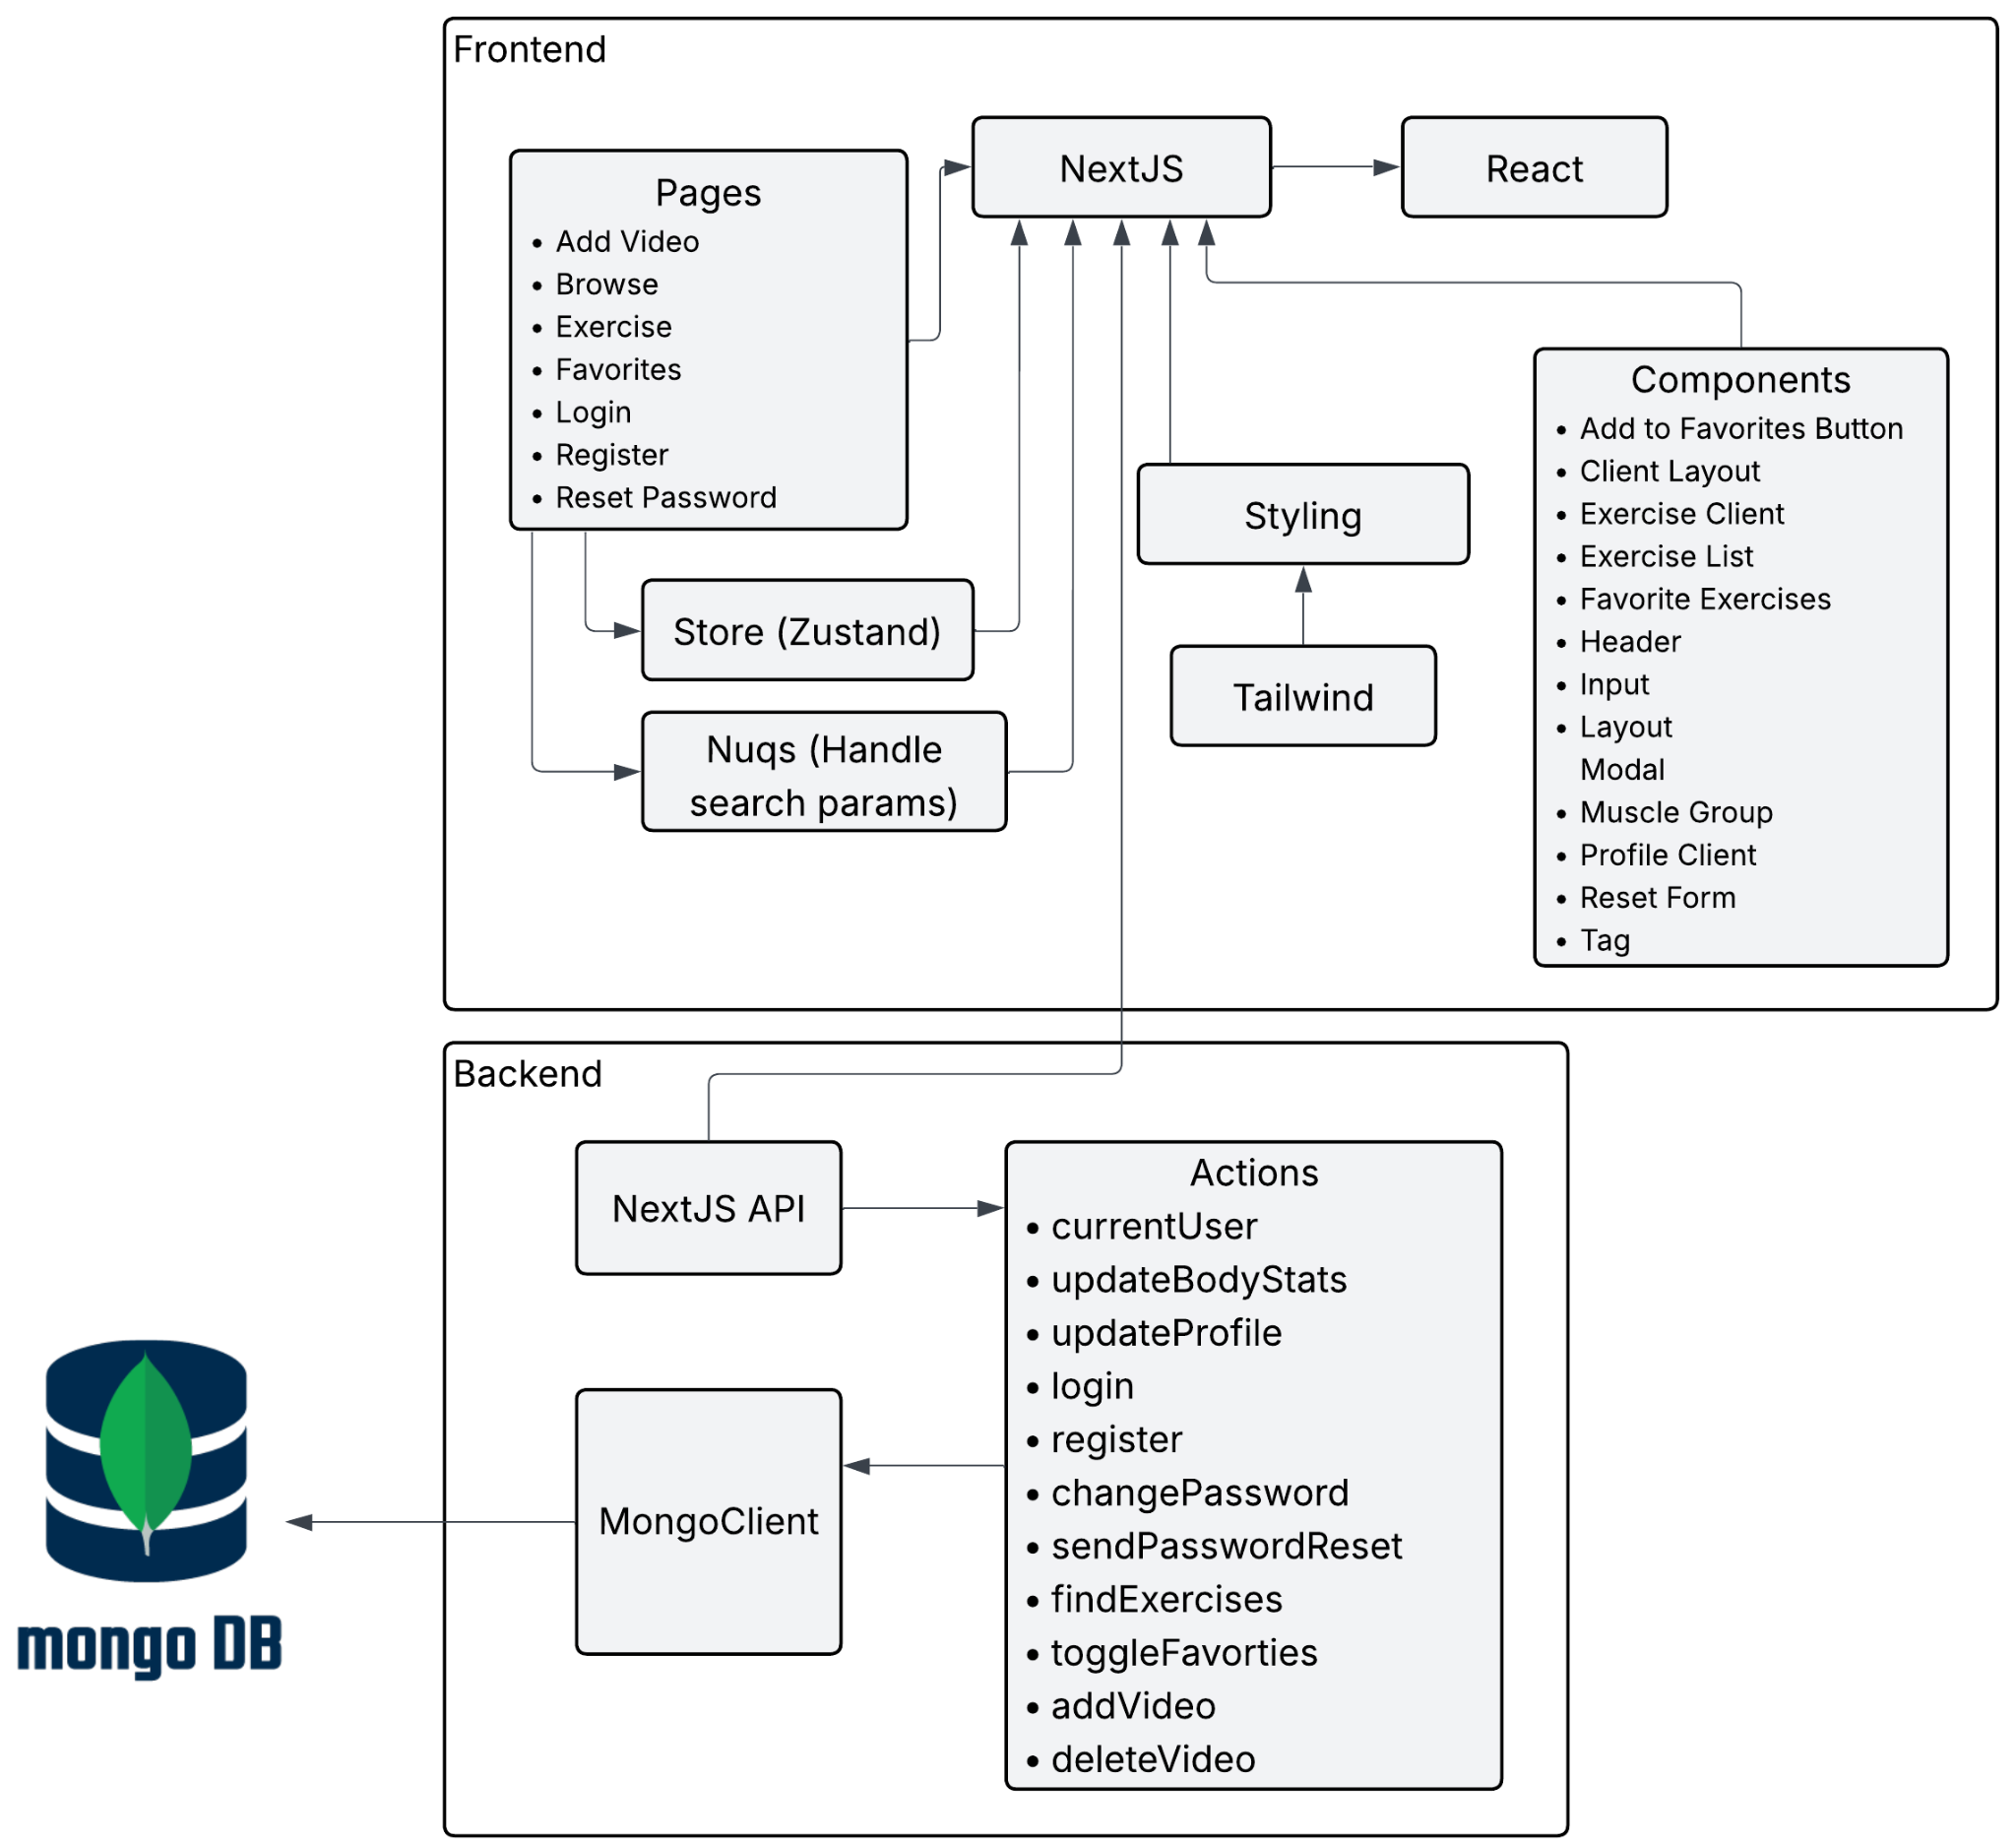 Frontend
Pages
• Add Video
• Browse
• Exercise
• Favorites
• Login
• Register
• Reset Password
NextJS
React
Store (Zustand)
Nuqs (Handle
search params)
Styling
Tailwind
Components
• Add to Favorites Button
• Client Layout
• Exercise Client
• Exercise List
• Favorite Exercises
• Header
• Input
• Layout
Modal
• Muscle Group
• Profile Client
• Reset Form
• Tag
Backend
NextJS API
Actions
• currentUser
• updateBodyStats
• updateProfile
• login
• register
• changePassword
• sendPasswordReset
• findExercises
• toggleFavorties
• addVideo
• deleteVideo
MongoClient
mongo DB